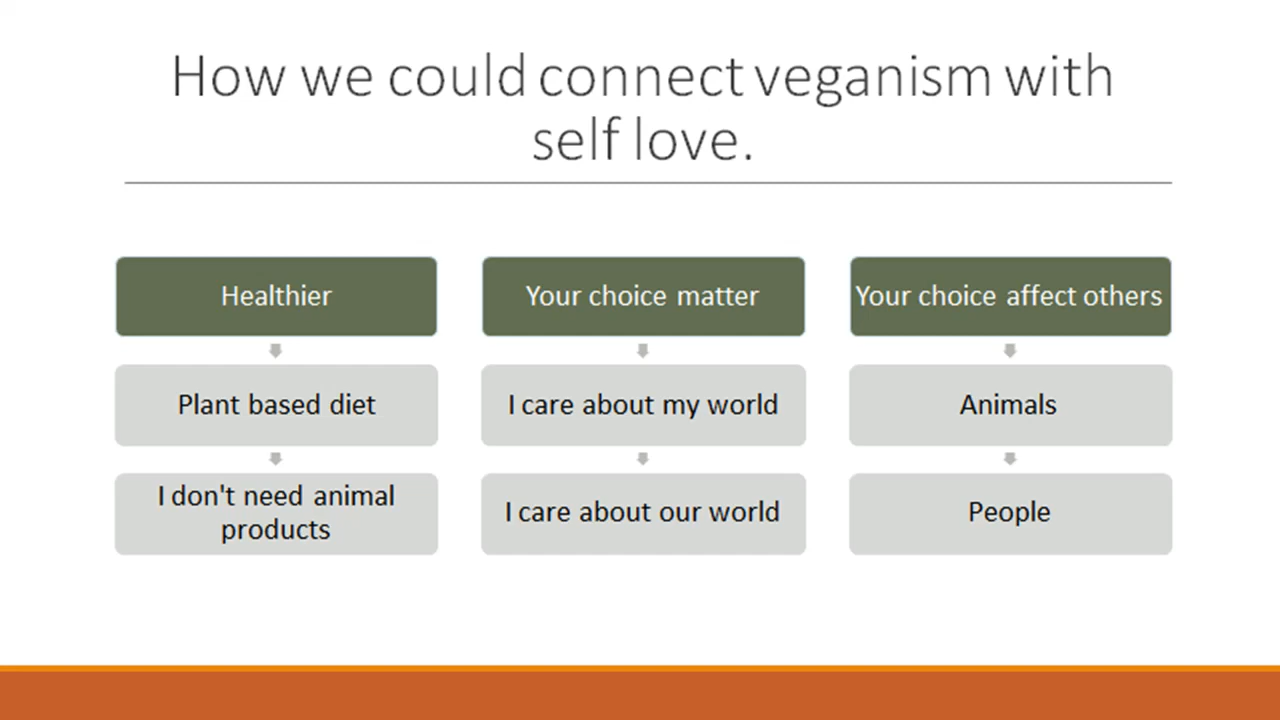 How we could connect veganism with
self love.
Healthier
Plant based diet
I don't need animal
products
Your choice matter
I care about my world
I care about our world
Your choice affect others
Animals
People